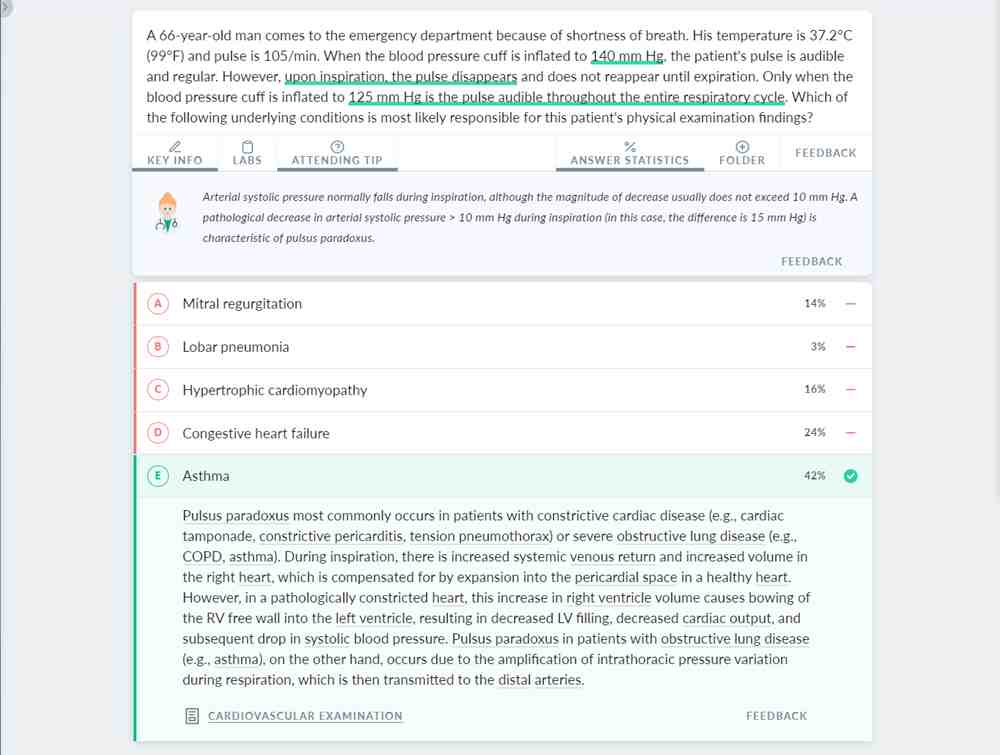 A 66-year-old man comes to the emergency department because of shortness of breath. His temperature is 37.2°C
(99°F) and pulse is 105/min. When the blood pressure cuff is inflated to 140 mm Hg, the patient's pulse is audible
and regular. However, upon inspiration, the pulse disappears and does not reappear until expiration. Only when the
blood pressure cuff is inflated to 125 mm Hg is the pulse audible throughout the entire respiratory cycle. Which of
the following underlying conditions is most likely responsible for this patient's physical examination findings?
KEY INFO LABS ATTENDING TIP ANSWER STATISTICS FOLDER FEEDBACK
Arterial systolic pressure normally falls during inspiration, although the magnitude of decrease usually does not exceed 10 mm Hg. A
pathological decrease in arterial systolic pressure > 10 mm Hg during inspiration (in this case, the difference is 15 mm Hg) is
characteristic of pulsus paradoxus.
FEEDBACK
A Mitral regurgitation 14%
B Lobar pneumonia 3%
C Hypertrophic cardiomyopathy 16%
D Congestive heart failure 24%
E Asthma 42%
Pulsus paradoxus most commonly occurs in patients with constrictive cardiac disease (e.g., cardiac
tamponade, constrictive pericarditis, tension pneumothorax) or severe obstructive lung disease (e.g.,
COPD, asthma). During inspiration, there is increased systemic venous return and increased volume in
the right heart, which is compensated for by expansion into the pericardial space in a healthy heart.
However, in a pathologically constricted heart, this increase in right ventricle volume causes bowing of
the RV free wall into the left ventricle, resulting in decreased LV filling, decreased cardiac output, and
subsequent drop in systolic blood pressure. Pulsus paradoxus in patients with obstructive lung disease
(e.g., asthma), on the other hand, occurs due to the amplification of intrathoracic pressure variation
during respiration, which is then transmitted to the distal arteries.
CARDIOVASCULAR EXAMINATION FEEDBACK